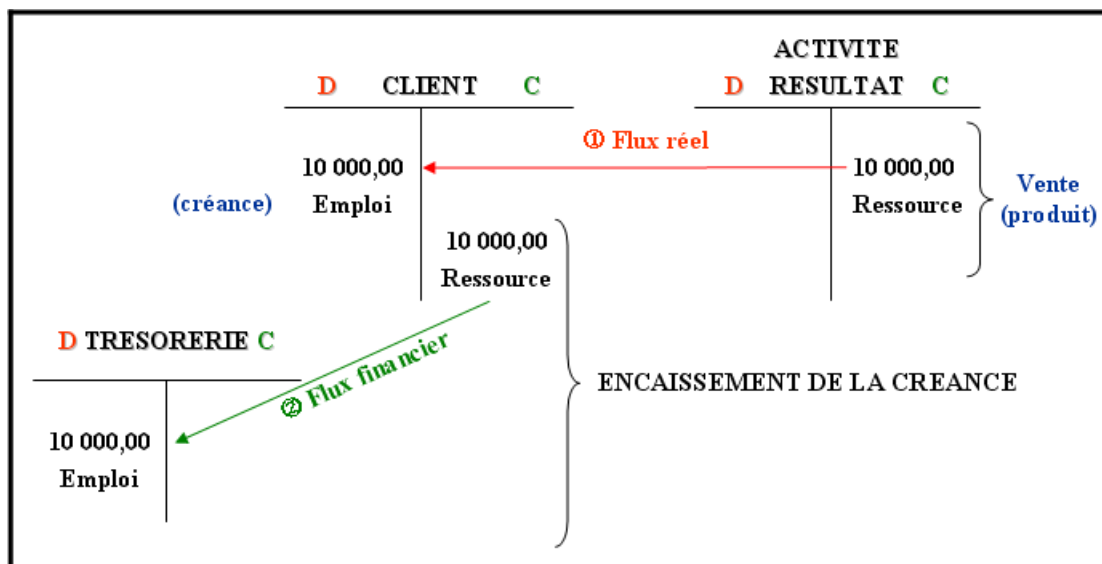 ACTIVITE
D CLIENT C
D RESULTAT C
① Flux réel
10 000,00
Emploi
(créance)
10 000,00
Ressource
Vente
(produit)
10 000,00
Ressource
D TRESORERIE C
② Flux financier
ENCAISSEMENT DE LA CREANCE
10 000,00
Emploi